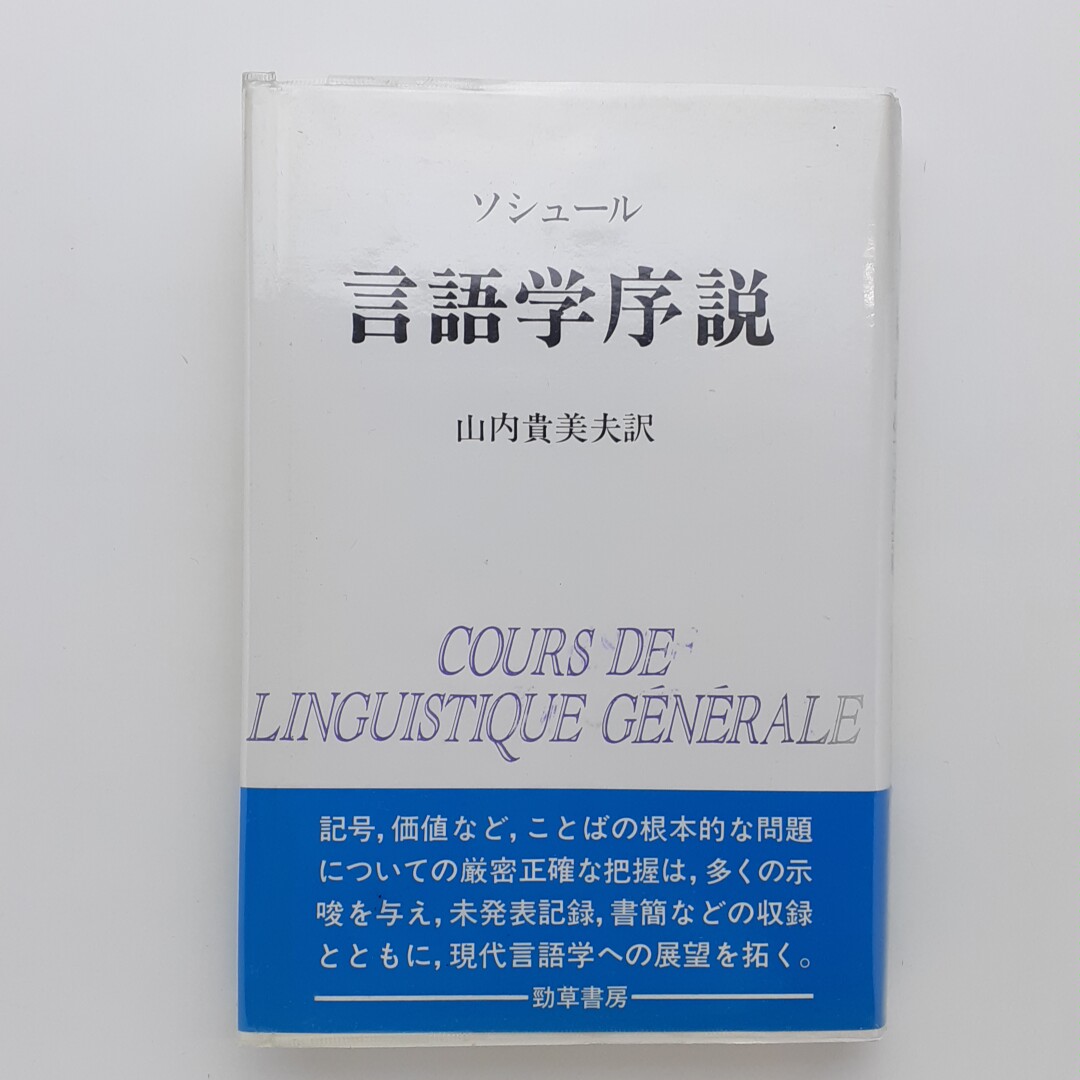 ソシュール
言語学序説
山内貴美夫訳
COURS DE
LINGUISTIQUE GÉNÉRALE
記号,価値など,ことばの根本的な問題
についての厳密正確な把握は,多くの示
唆を与え,未発表記録,書簡などの収録
とともに,現代言語学への展望を拓く。
勁草書房